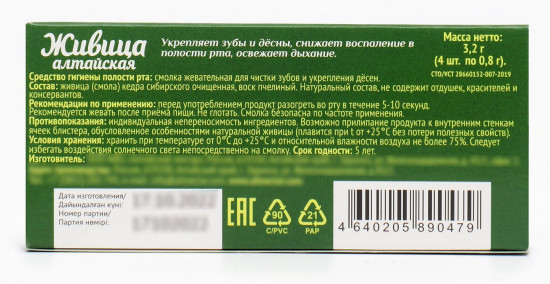 Живица
алтайская
Укрепляет зубы и дёсны, снижает воспаление в
полости рта, освежает дыхание.
Масса нетто:
3,2 г
(4 шт. по 0,8 г.)
СТО/КСТ 28660152-007-2019
Средство гигиены полости рта: смолка жевательная для чистки зубов и укрепления дёсен.
Состав: живица (смола) кедра сибирского очищенная, воск пчелиный. Натуральный состав, не содержит отдушек, красителей и
консервантов.
Рекомендации по применению: перед употреблением продукт разогреть во рту в течение 5-10 секунд.
Рекомендуется жевать после приёма пищи. Не глотать. Смолка безопасна по частоте применения.
Противопоказания: индивидуальная непереносимость ингредиентов. Возможно прилипание продукта к внутренним стенкам
ячеек блистера, обусловленное особенностями натуральной живицы (плавится при t от +25°С без потери полезных свойств).
Условия хранения: хранить при температуре от 0°С до +25°С и относительной влажности воздуха не более 75%. Следует
избегать воздействия солнечного света непосредственно на смолку. Срок годности: 5 лет.
Изготовитель:
Дата изготовления/
Дайындалған күні:
Номер партии/
Партия нөмірі:
17.10.2022
17102022
ЕАС
90
C/PVC
21
PAP
4 640205 890479